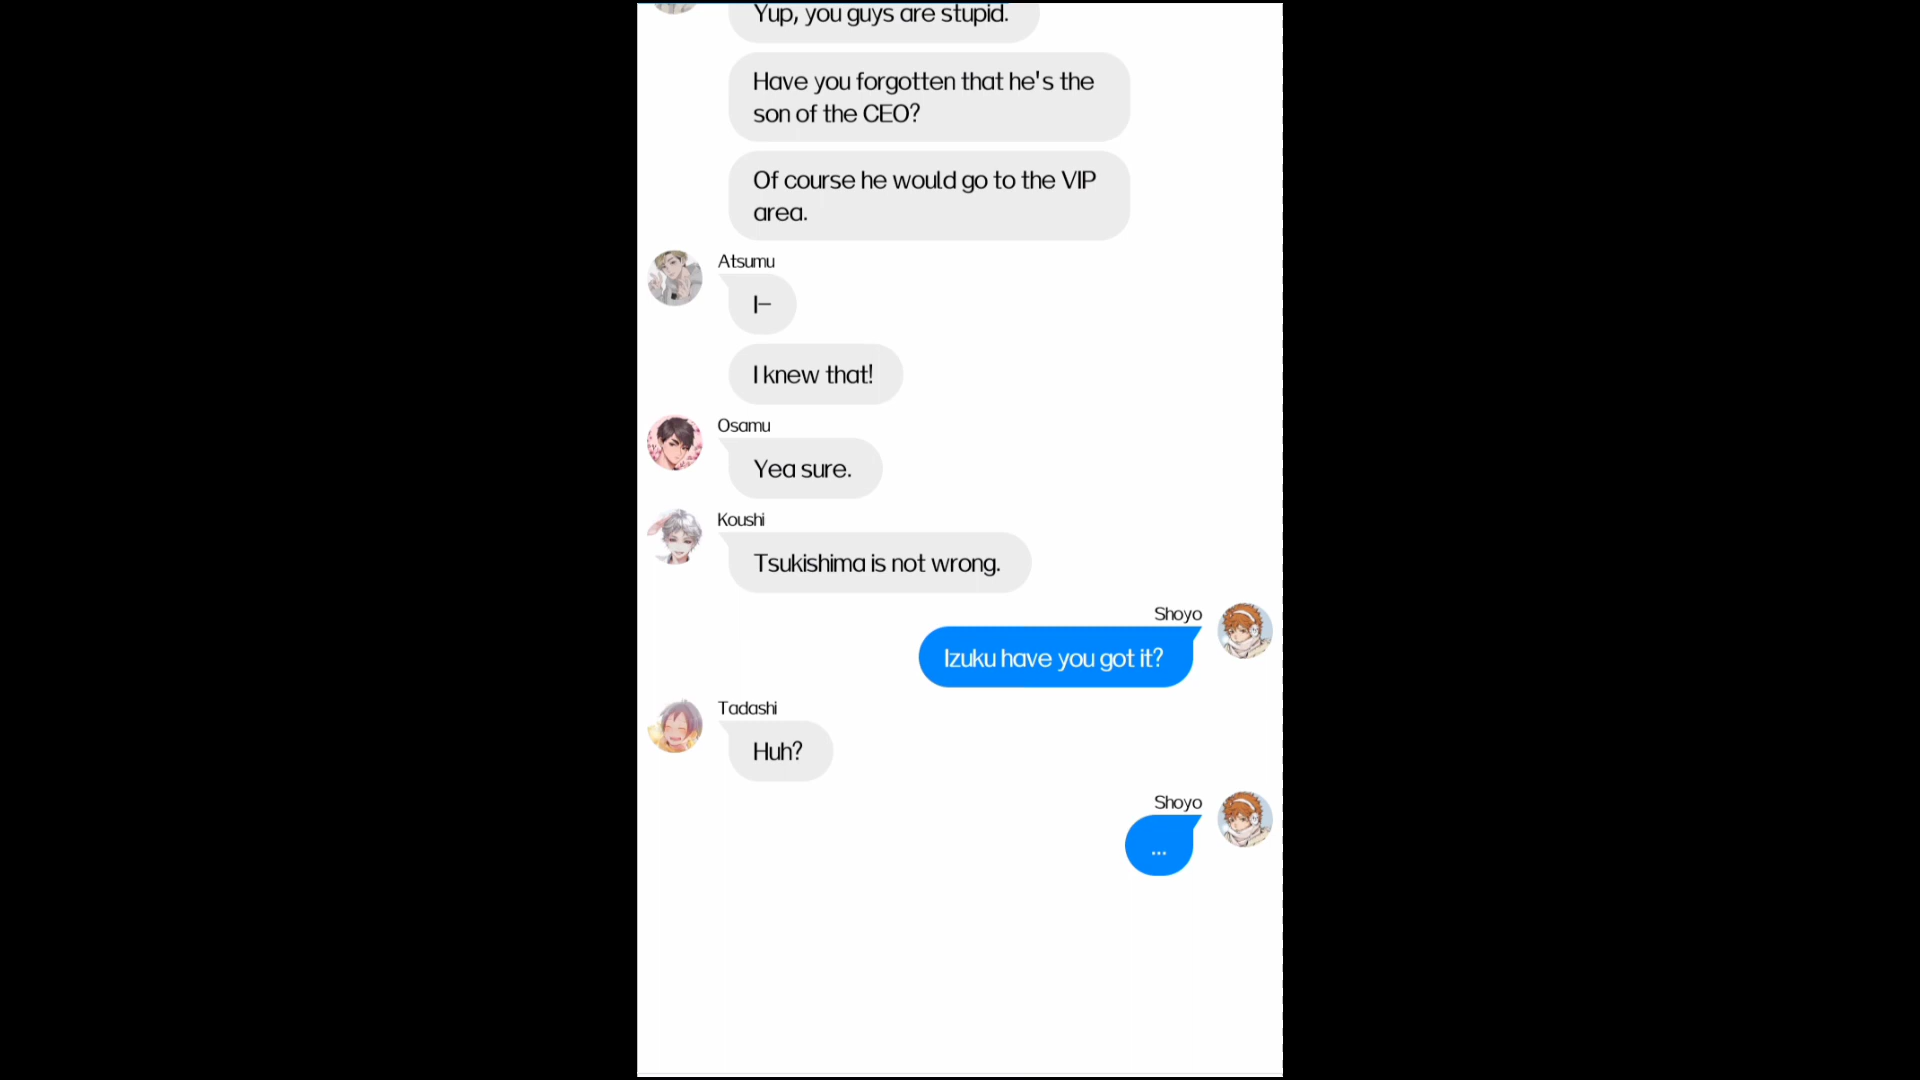 Yup, you guys are stupid.
Have you forgotten that he's the
son of the CEO?
Of course he would go to the VIP
area.
Atsumu
I–
I knew that!
Osamu
Yea sure.
Koushi
Tsukishima is not wrong.
Shoyo
Izuku have you got it?
Tadashi
Huh?
Shoyo
...